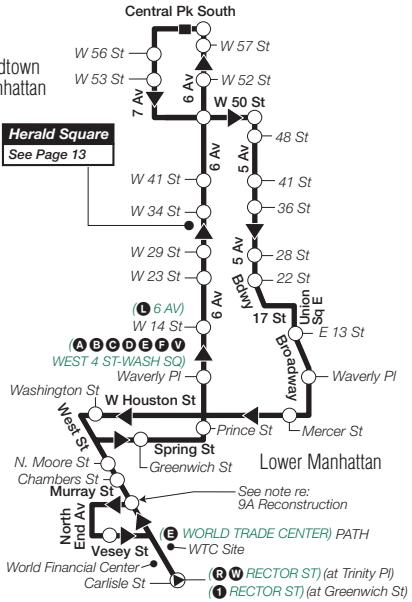 Central Pk South
W 57 St
W 56 St
W 53 St
W 52 St
7 Av
6 Av
W 50 St
Manhattan
48 St
Herald Square
See Page 13
6 Av
5 Av
W 41 St
41 St
W 34 St
36 St
W 29 St
5 Av
28 St
W 23 St
22 St
Bdwy
17 St
Union
Sq E
(L 6 AV)
6 Av
W 14 St
E 13 St
(A B C D E F V
WEST 4 ST-WASH SQ)
Broadway
Waverly Pl
Waverly Pl
Washington St
W Houston St
West St
Prince St
Mercer St
Spring St
Greenwich St
Lower Manhattan
N. Moore St
Chambers St
Murray St
See note re:
9A Reconstruction
North
End Av
Vesey St
(E WORLD TRADE CENTER) PATH
WTC Site
World Financial Center
Carlisle St
(R W RECTOR ST) (at Trinity Pl)
(1 RECTOR ST) (at Greenwich St)